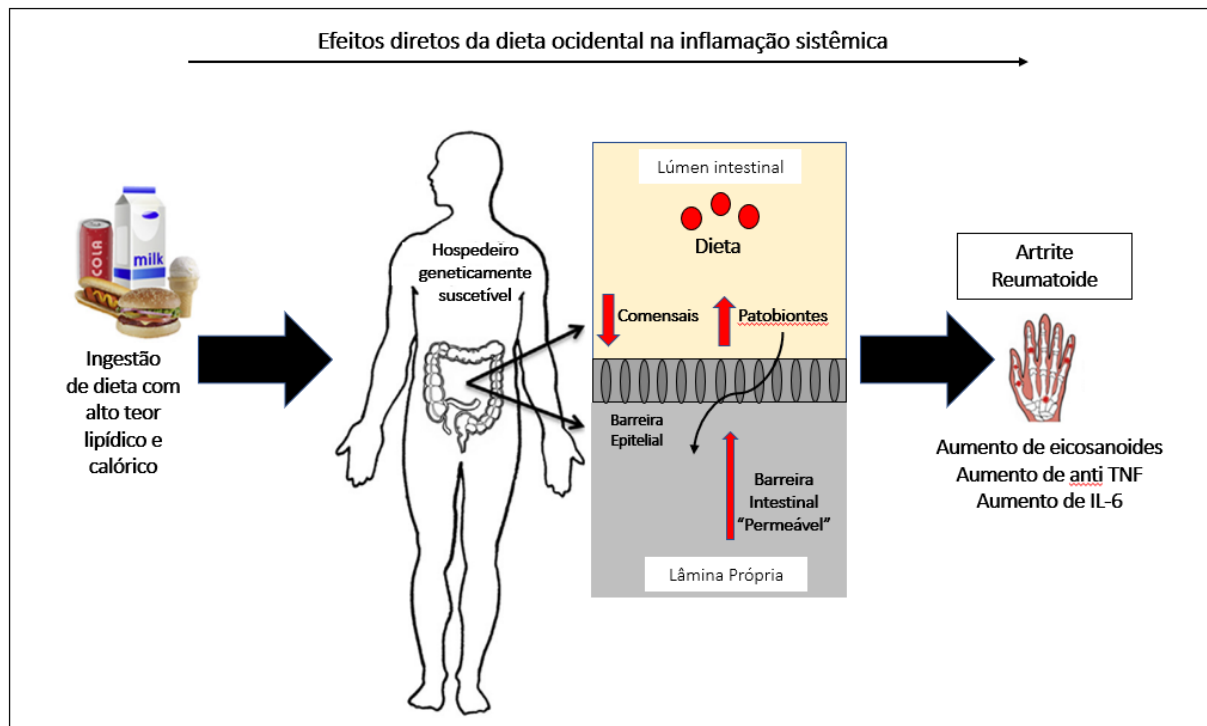 Efeitos diretos da dieta ocidental na inflamação sistêmica
COLA
milk
Ingestão
de dieta com
alto teor
lipídico e
calórico
Hospedeiro
geneticamente
suscetível
Lúmen intestinal
Dieta
Comensais
Patobiontes
Barreira
Epitelial
Barreira
Intestinal
“Permeável”
Lâmina Própria
Artrite
Reumatoide
Aumento de eicosanoides
Aumento de anti TNF
Aumento de IL-6